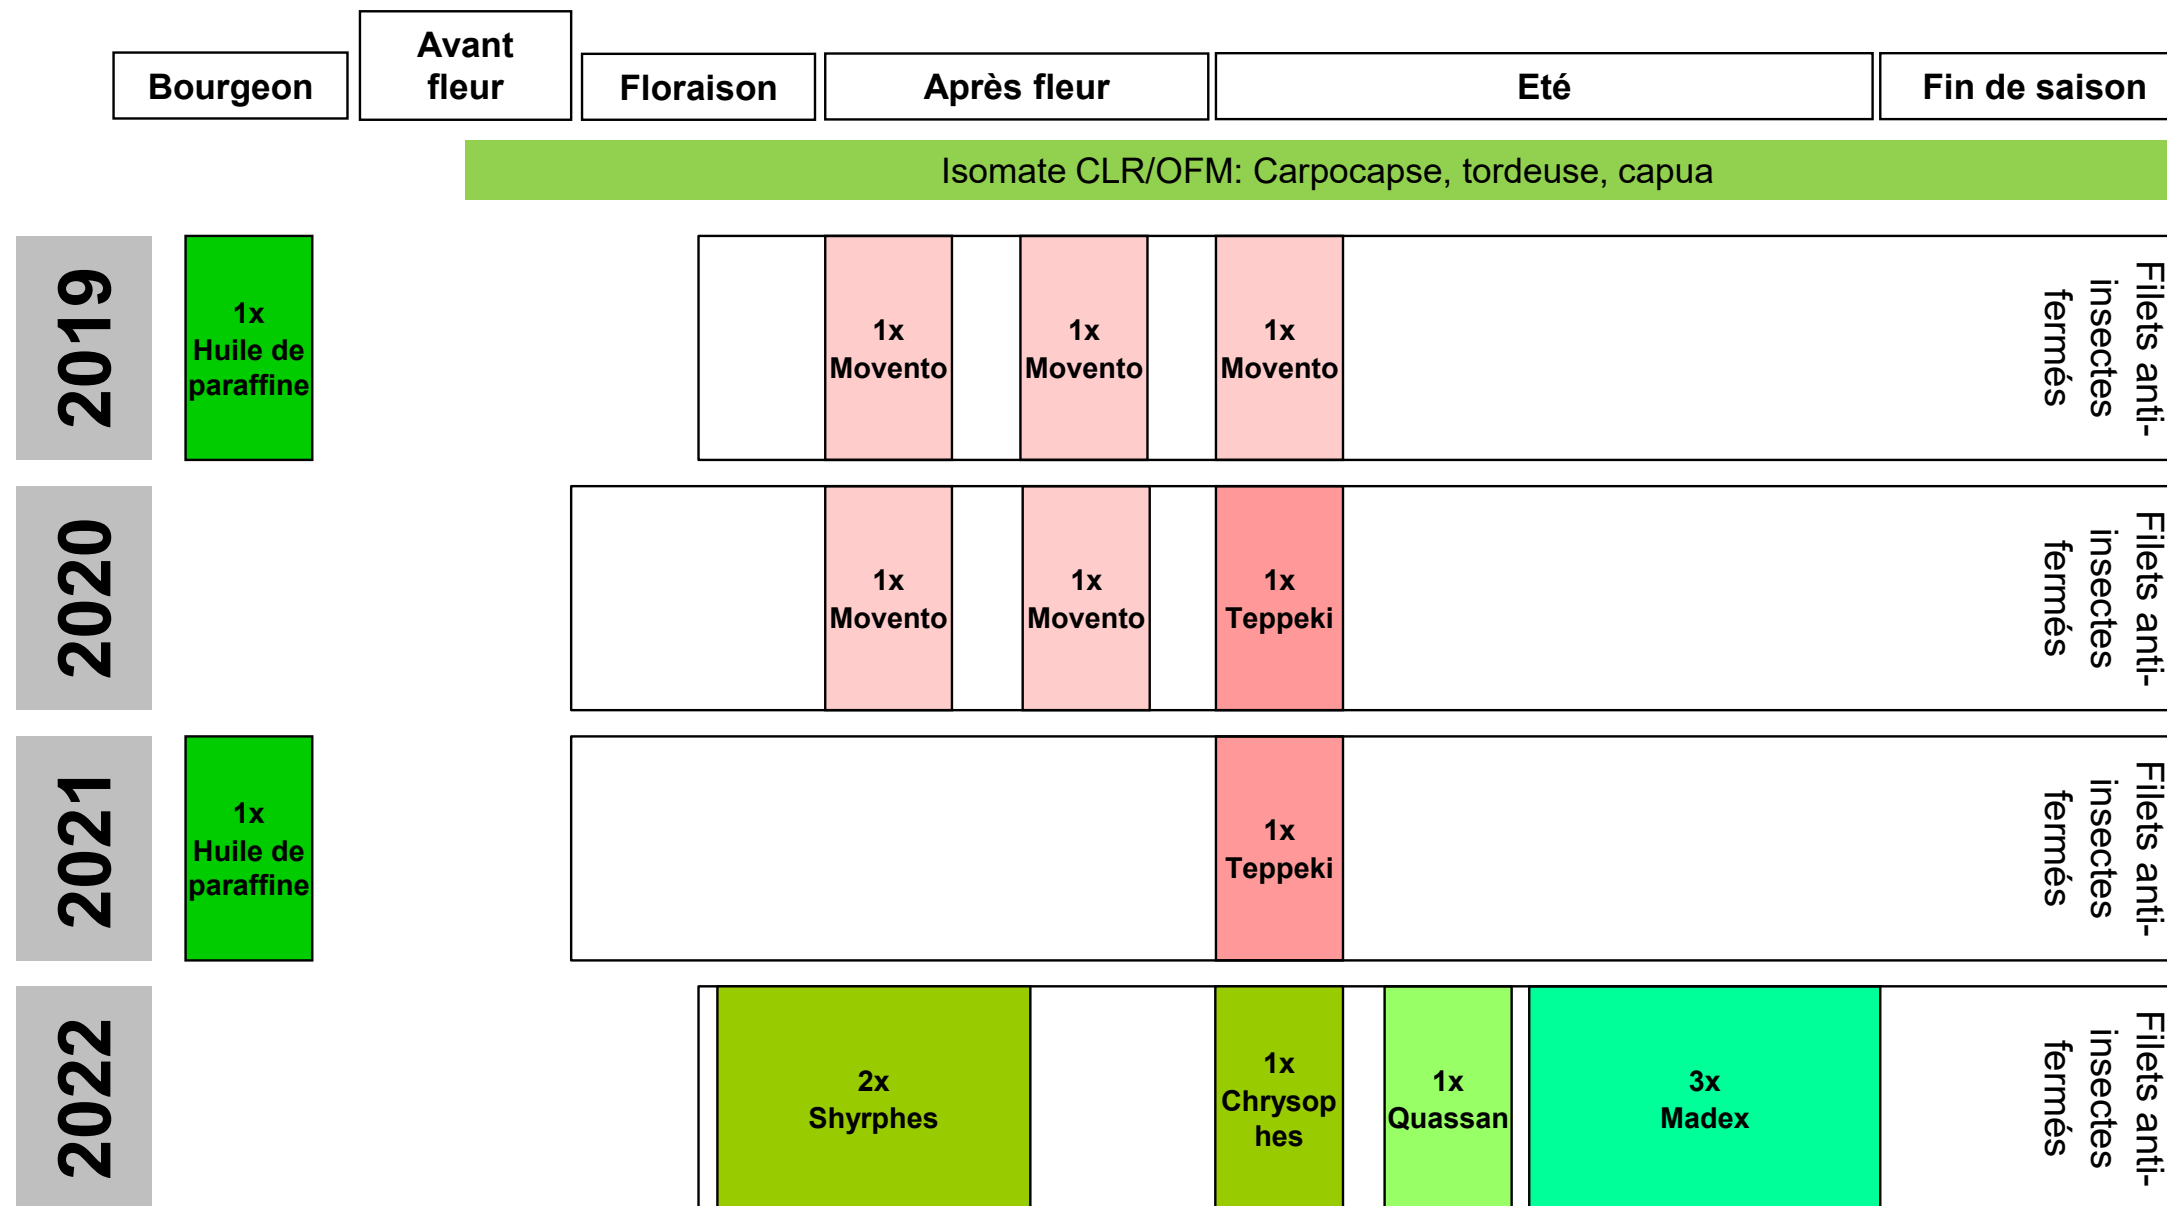 Bourgeon
Avant
fleur
Floraison
Après fleur
Eté
Fin de saison
Isomate CLR/OFM: Carpocapse, tordeuse, capua
2019
1x
Huile de
paraffine
1x
Movento
1x
Movento
1x
Movento
Filets anti-
insectes
fermés
2020
1x
Movento
1x
Movento
1x
Teppeki
Filets anti-
insectes
fermés
2021
1x
Huile de
paraffine
1x
Teppeki
Filets anti-
insectes
fermés
2022
2x
Shyrphes
1x
Chrysop
hes
1x
Quassan
3x
Madex
Filets anti-
insectes
fermés